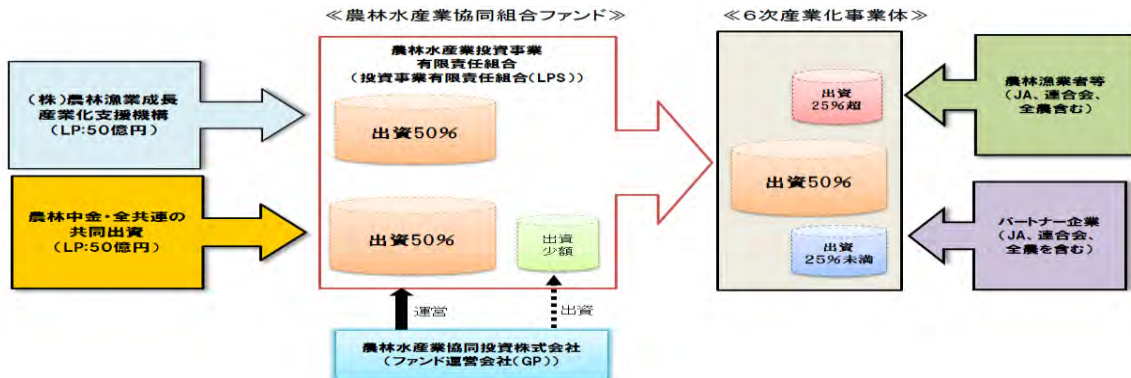 ≪農林水産業協同組合ファンド≫
≪６次産業化事業体≫
(株)農林漁業成長
産業化支援機構
(LP:50億円)
農林中金・全共連の
共同出資
(LP:50億円)
農林水産業投資事業
有限責任組合
(投資事業有限責任組合(LPS))
出資50%
出資50%
出資
少額
運営
出資
農林水産業協同投資株式会社
(ファンド運営会社(GP))
出資
25%超
出資50%
出資
25%未満
農林漁業者等
(JA、連合会、
全農含む)
パートナー企業
(JA、連合会、
全農を含む)